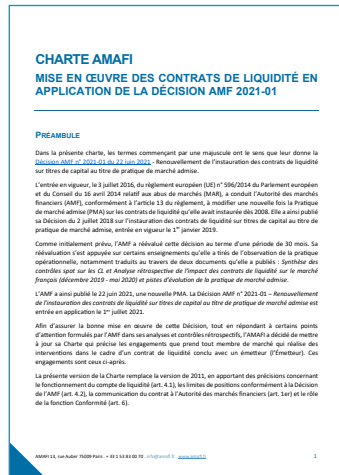 CHARTE AMAFI
MISE EN ŒUVRE DES CONTRATS DE LIQUIDITÉ EN
APPLICATION DE LA DÉCISION AMF 2021-01
PRÉAMBULE
Dans la présente charte, les termes commençant par une majuscule ont le sens que leur donne la
Décision AMF n° 2021-01 du 22 juin 2021 - Renouvellement de l'instauration des contrats de liquidité
sur titres de capital au titre de pratique de marché admise.
L'entrée en vigueur, le 3 juillet 2016, du règlement européen (UE) n° 596/2014 du Parlement européen
et du Conseil du 16 avril 2014 relatif aux abus de marchés (MAR), a conduit l'Autorité des marchés
financiers (AMF), conformément à l'article 13 du règlement, à modifier une nouvelle fois la Pratique
de marché admise (PMA) sur les contrats de liquidité qu'elle avait instaurée dès 2008. Elle a ainsi publié
sa Décision du 2 juillet 2018 sur l'instauration des contrats de liquidité sur titres de capital au titre de
pratique de marché admise, entrée en vigueur le 1er janvier 2019.
Comme initialement prévu, l'AMF a réévalué cette décision au terme d'une période de 30 mois. Sa
réévaluation s'est appuyée sur certains enseignements qu'elle a tirés de l'observation de la pratique
opérationnelle, notamment traduits au travers de deux documents qu'elle a publiés : Synthèse des
contrôles spot sur les CL et Analyse rétrospective de l'impact des contrats de liquidité sur le marché
français (décembre 2019 - mai 2020) et pistes d'évolution de la pratique de marché admise.
L'AMF a ainsi publié le 22 juin 2021, une nouvelle PMA. La Décision AMF n° 2021-01 – Renouvellement
de l'instauration des contrats de liquidité sur titres de capital au titre de pratique de marché admise est
entrée en application le 1er juillet 2021.
Afin d'assurer la bonne mise en œuvre de cette Décision, tout en répondant à certains points
d'attention formulés par l'AMF dans ses analyses et contrôles rétrospectifs, l'AMAFI a décidé de mettre
à jour sa Charte qui précise les engagements que prend tout membre de marché qui réalise des
interventions dans le cadre d'un contrat de liquidité conclu avec un émetteur (l'Émetteur). Ces
engagements sont ceux ci-après.
La présente version de la Charte remplace la version de 2011, en apportant des précisions concernant
le fonctionnement du compte de liquidité (art. 4.1), les limites de positions conformément à la Décision
de l'AMF (art. 4.2), la communication du contrat à l'Autorité des marchés financiers (art. 1er) et le rôle
de la fonction Conformité (art. 6).
AMAFI 13, rue Auber 75009 Paris . + 33 1 53 83 00 70 . info@amafi.fr . www.amafi.fr 1